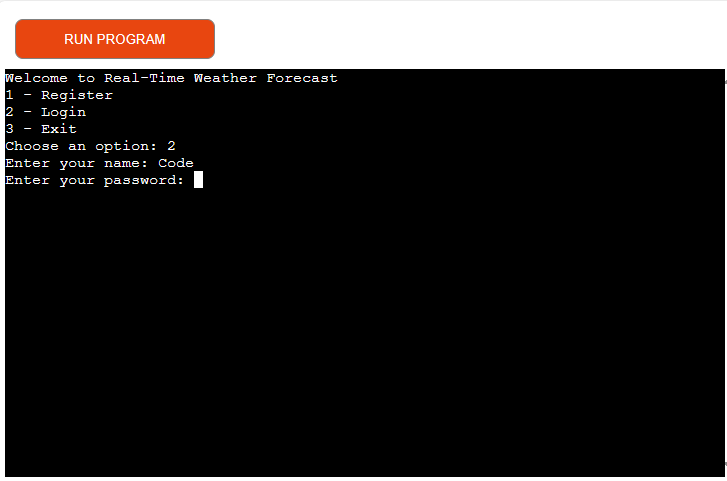 RUN PROGRAM
Welcome to Real-Time Weather Forecast
1 - Register
2 - Login
3 - Exit
Choose an option: 2
Enter your name: Code
Enter your password: